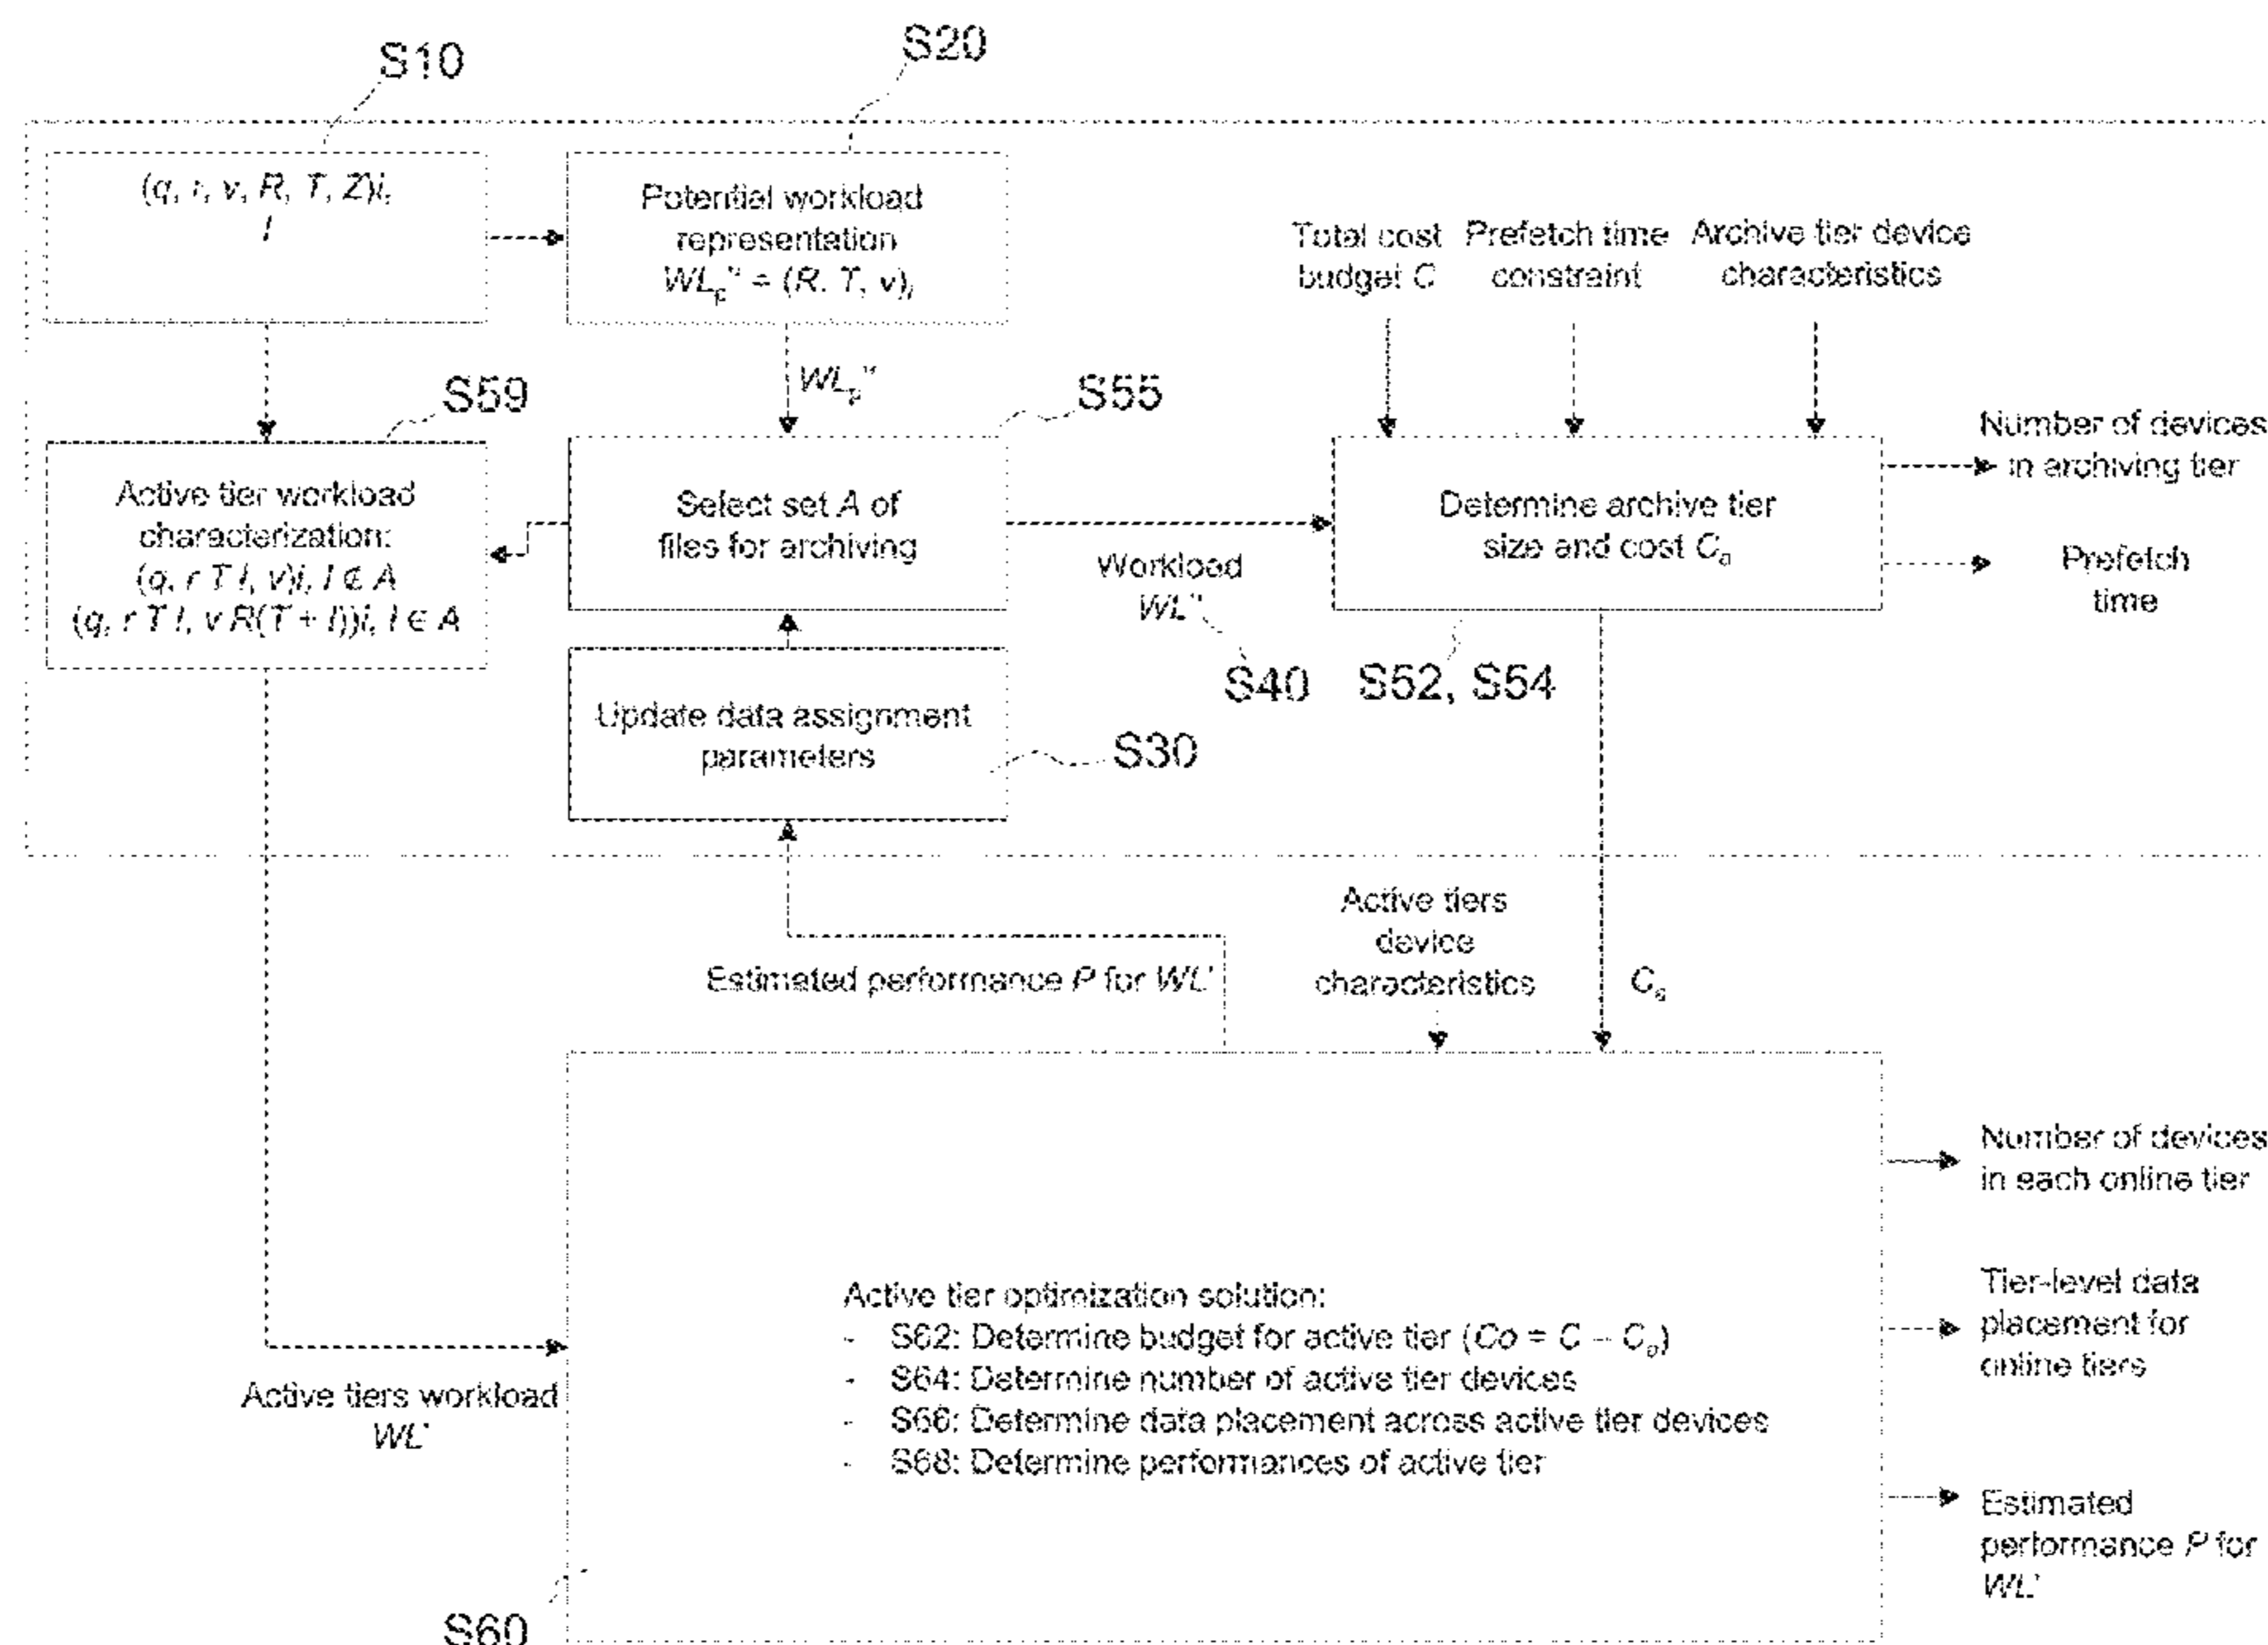 S10
S20
(q, r, v, R, T, Z)i,
l
Potential workload
representation
WLp" = (R, T, v)i
Total cost
budget C
Prefetch time
constraint
Archive tier device
characteristics
WLp"
S59
S55
Active tier workload
characterization:
(q, r T l, v)i, l ∉ A
(q, r T l, v R(T + l))i, l ∈ A
Select set A of
files for archiving
Workload
WL"
S40
Determine archive tier
size and cost Ca
S52, S54
Number of devices
in archiving tier
Prefetch
time
Update data assignment
parameters
S30
Estimated performance P for WL'
Active tiers
device
characteristics
Ca
Active tiers workload
WL'
Active tier optimization solution:
- S62: Determine budget for active tier (Co = C – Ca)
- S64: Determine number of active tier devices
- S66: Determine data placement across active tier devices
- S68: Determine performances of active tier
S60
Number of devices
in each online tier
Tier-level data
placement for
online tiers
Estimated
performance P for
WL'